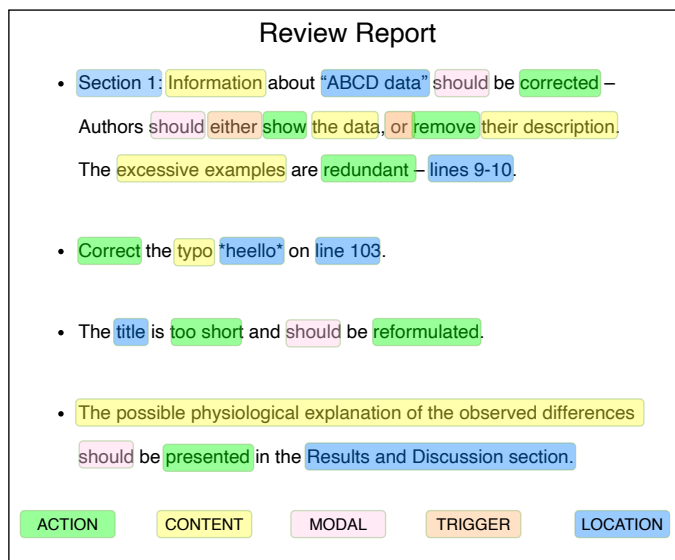 Review Report
• Section 1: Information about “ABCD data” should be corrected –
Authors should either show the data, or remove their description.
The excessive examples are redundant – lines 9-10.
• Correct the typo *heello* on line 103.
• The title is too short and should be reformulated.
• The possible physiological explanation of the observed differences
should be presented in the Results and Discussion section.
ACTION CONTENT MODAL TRIGGER LOCATION